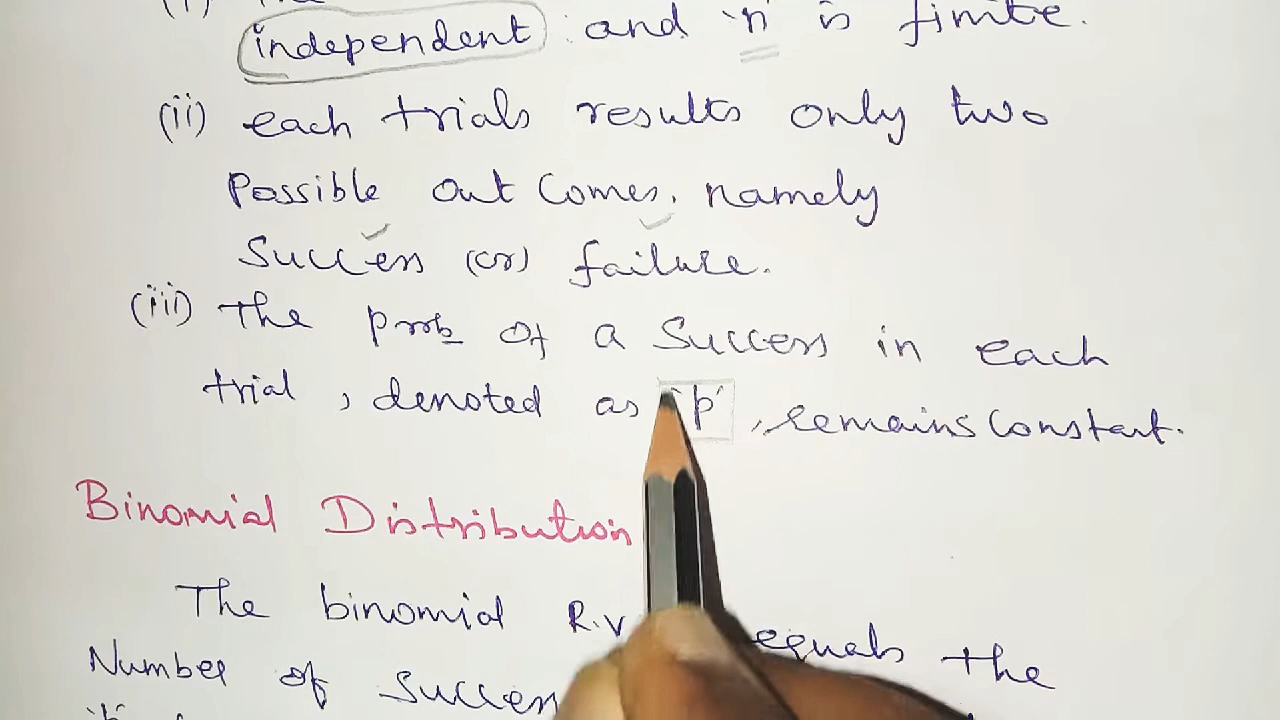 independent and 'n' is finite.
(ii) each trials results only two
possible out comes, namely
Success (or) failure.
(iii) The prob of a Success in each
trial, denoted as 'p', remains Constant.
Binomial Distribution
The binomial R.V equals the
Number of